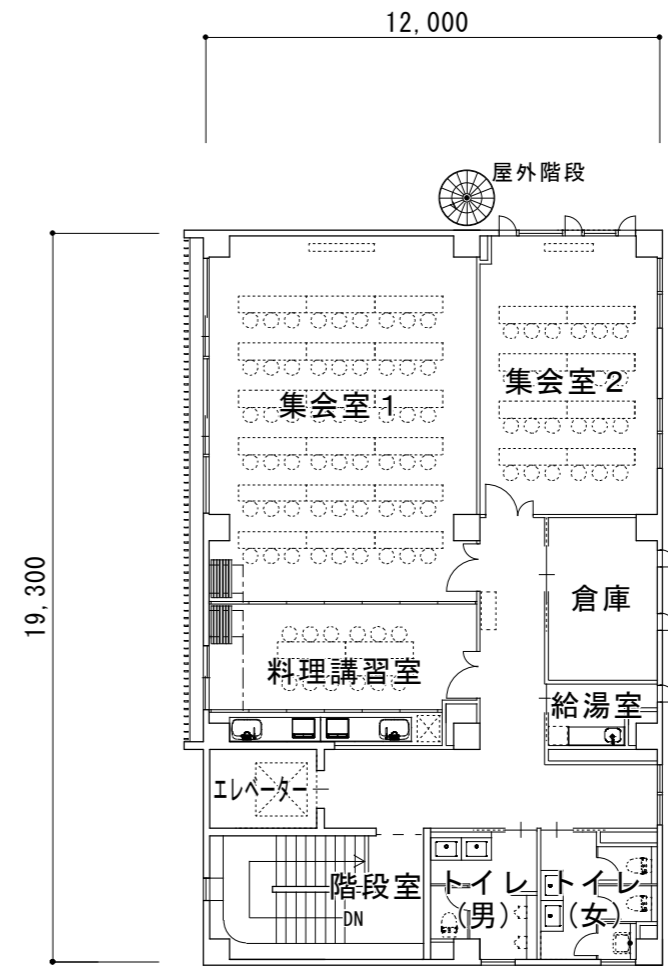 12,000
屋外階段
集会室1
集会室2
19,300
倉庫
料理講習室
給湯室
エレベーター
階段室
DN
トイレ
(男)
トイレ
(女)